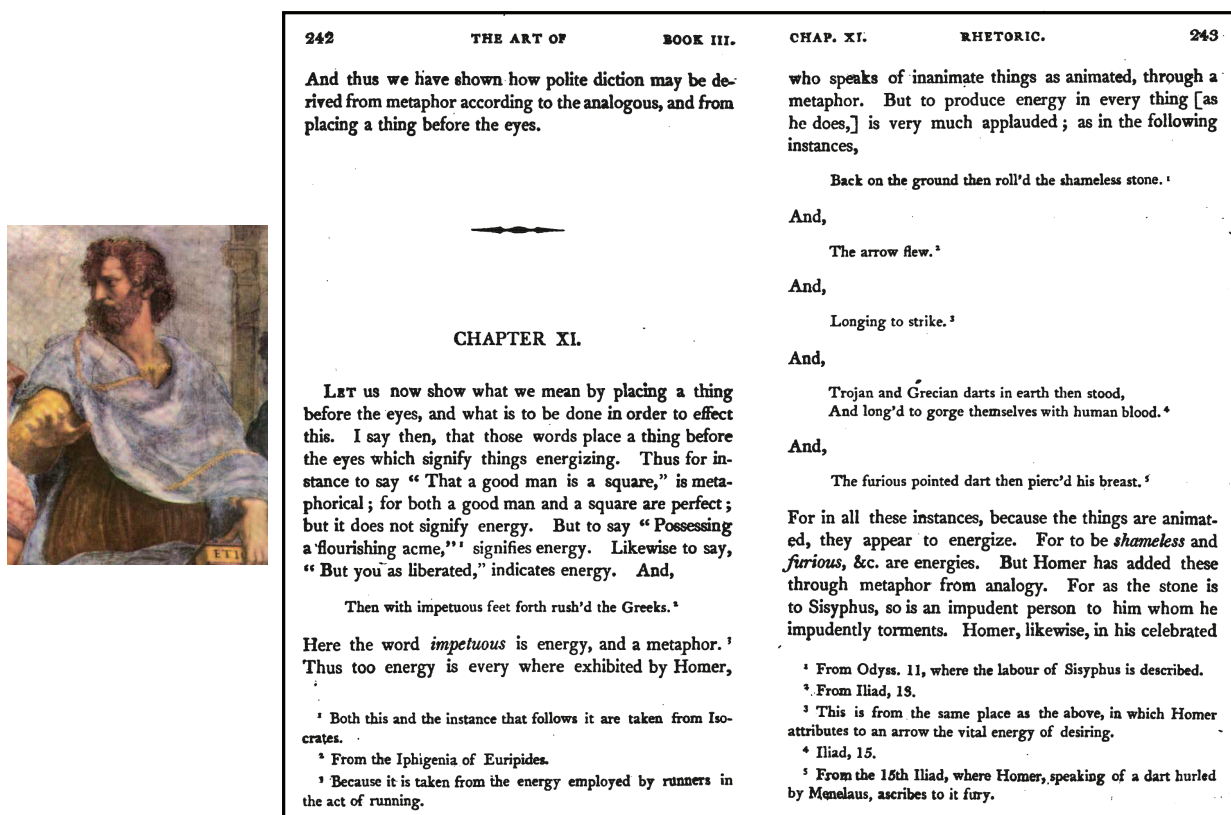 242 THE ART OF BOOK III.
And thus we have shown how polite diction may be de-
rived from metaphor according to the analogous, and from
placing a thing before the eyes.
CHAPTER XI.
LET us now show what we mean by placing a thing
before the eyes, and what is to be done in order to effect
this. I say then, that those words place a thing before
the eyes which signify things energizing. Thus for in-
stance to say “ That a good man is a square,” is meta-
phorical ; for both a good man and a square are perfect ;
but it does not signify energy. But to say “ Possessing
a flourishing acme,”¹ signifies energy. Likewise to say,
“ But you as liberated,” indicates energy. And,
Then with impetuous feet forth rush’d the Greeks.²
Here the word impetuous is energy, and a metaphor.³
Thus too energy is every where exhibited by Homer,
¹ Both this and the instance that follows it are taken from Iso-
crates.
² From the Iphigenia of Euripides.
³ Because it is taken from the energy employed by runners in
the act of running.
CHAP. XI. RHETORIC. 243
who speaks of inanimate things as animated, through a
metaphor. But to produce energy in every thing [as
he does,] is very much applauded ; as in the following
instances,
Back on the ground then roll’d the shameless stone.¹
And,
The arrow flew.²
And,
Longing to strike.³
And,
Trojan and Grecian darts in earth then stood,
And long’d to gorge themselves with human blood.⁴
And,
The furious pointed dart then pierc’d his breast.⁵
For in all these instances, because the things are animat-
ed, they appear to energize. For to be shameless and
furious, &c. are energies. But Homer has added these
through metaphor from analogy. For as the stone is
to Sisyphus, so is an impudent person to him whom he
impudently torments. Homer, likewise, in his celebrated
¹ From Odyss. 11, where the labour of Sisyphus is described.
² From Iliad, 13.
³ This is from the same place as the above, in which Homer
attributes to an arrow the vital energy of desiring.
⁴ Iliad, 15.
⁵ From the 15th Iliad, where Homer, speaking of a dart hurled
by Menelaus, ascribes to it fury.
ETI